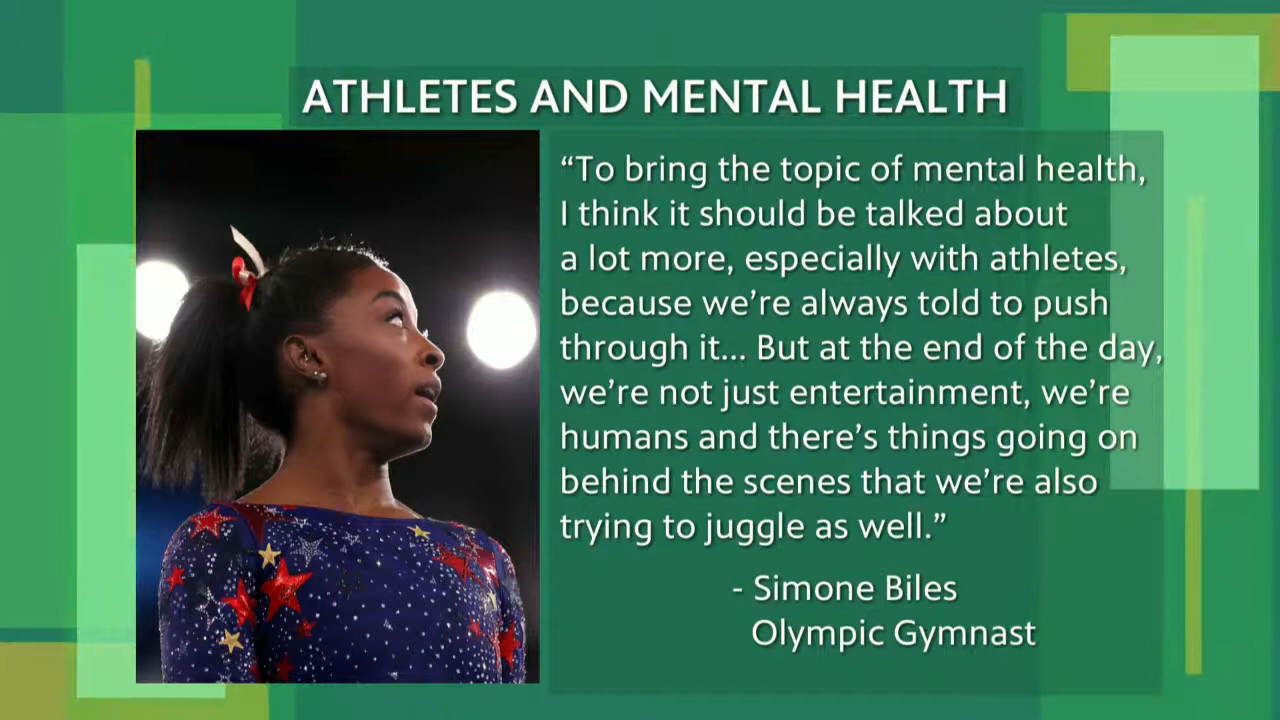 ATHLETES AND MENTAL HEALTH
“To bring the topic of mental health,
I think it should be talked about
a lot more, especially with athletes,
because we’re always told to push
through it... But at the end of the day,
we’re not just entertainment, we’re
humans and there’s things going on
behind the scenes that we’re also
trying to juggle as well.”
- Simone Biles
Olympic Gymnast